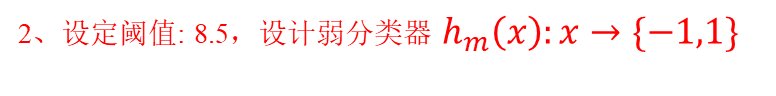 2、设定阈值: 8.5，设计弱分类器 hₘ(x): x → {−1,1}